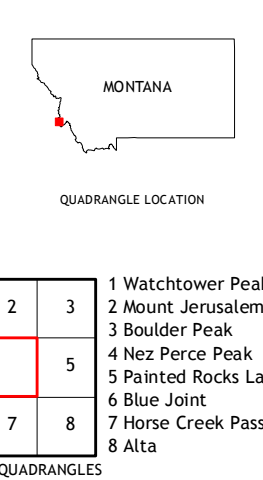 MONTANA
QUADRANGLE LOCATION
2 3
5
7 8
QUADRANGLES
1 Watchtower Peak
2 Mount Jerusalem
3 Boulder Peak
4 Nez Perce Peak
5 Painted Rocks La
6 Blue Joint
7 Horse Creek Pass
8 Alta